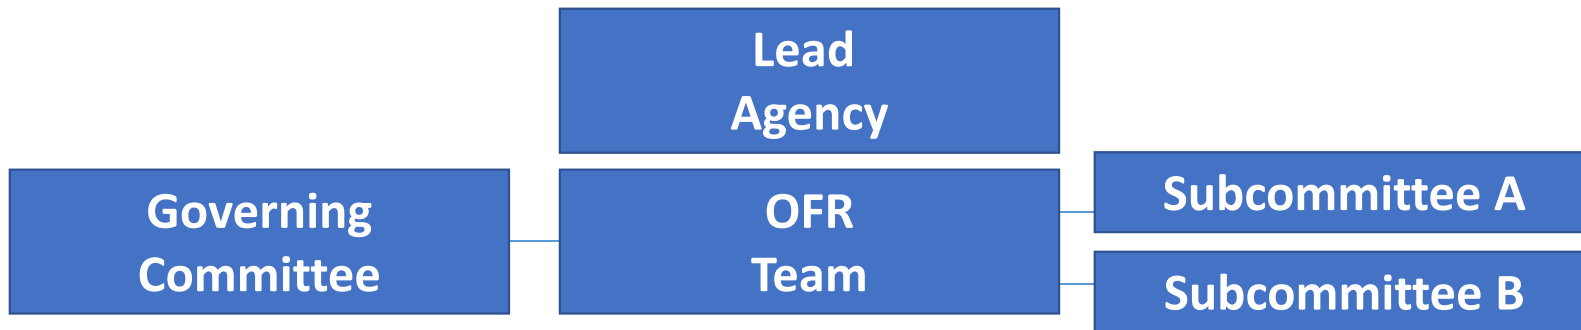 Lead
Agency
Governing
Committee
OFR
Team
Subcommittee A
Subcommittee B